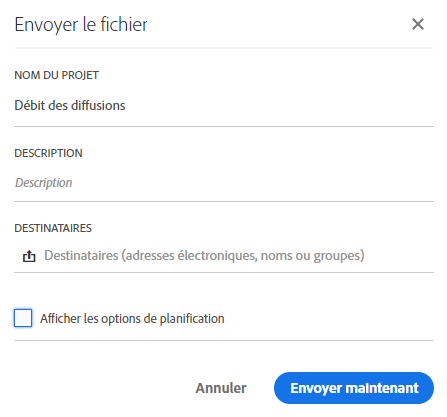 Envoyer le fichier
NOM DU PROJET
Débit des diffusions
DESCRIPTION
Description
DESTINATAIRES
Destinataires (adresses électroniques, noms ou groupes)
Afficher les options de planification
Annuler Envoyer maintenant